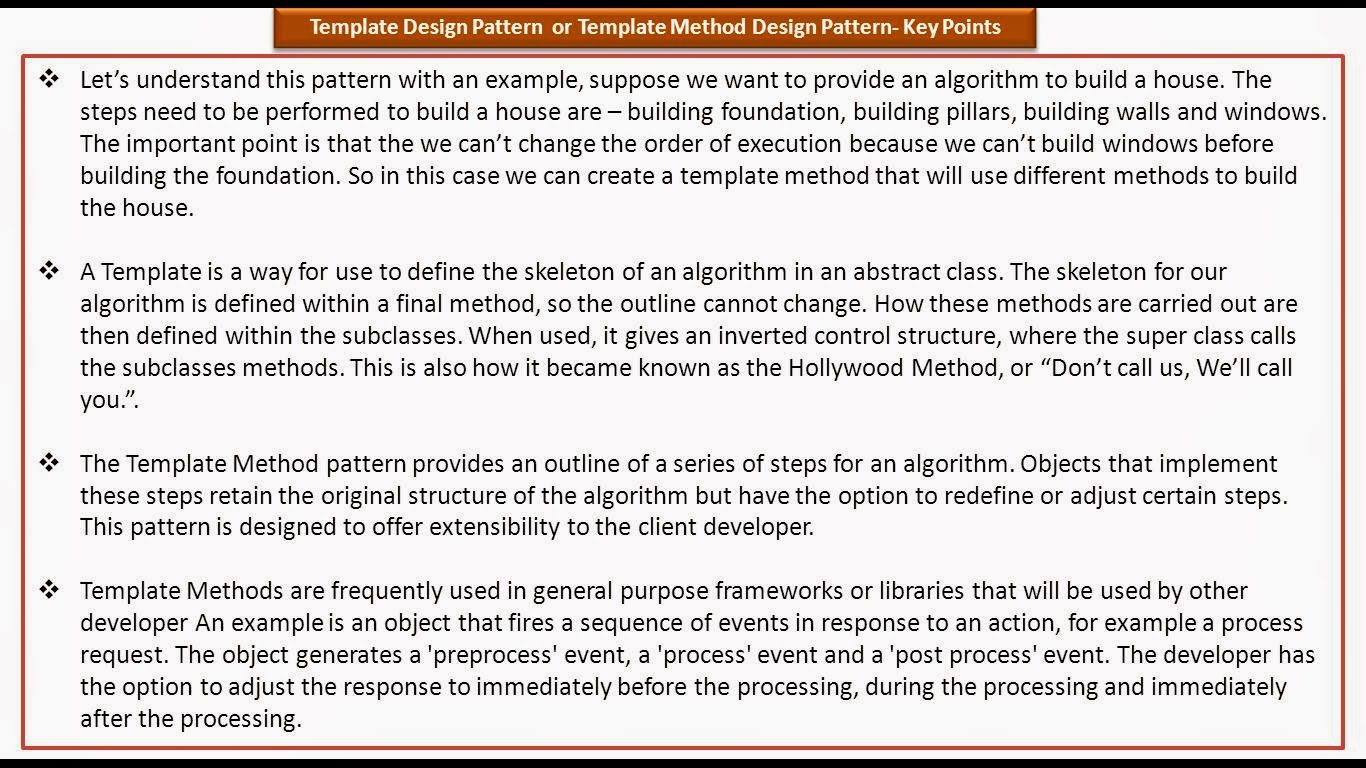 Template Design Pattern or Template Method Design Pattern- Key Points
❖ Let’s understand this pattern with an example, suppose we want to provide an algorithm to build a house. The
steps need to be performed to build a house are – building foundation, building pillars, building walls and windows.
The important point is that the we can’t change the order of execution because we can’t build windows before
building the foundation. So in this case we can create a template method that will use different methods to build
the house.
❖ A Template is a way for use to define the skeleton of an algorithm in an abstract class. The skeleton for our
algorithm is defined within a final method, so the outline cannot change. How these methods are carried out are
then defined within the subclasses. When used, it gives an inverted control structure, where the super class calls
the subclasses methods. This is also how it became known as the Hollywood Method, or “Don’t call us, We’ll call
you.”.
❖ The Template Method pattern provides an outline of a series of steps for an algorithm. Objects that implement
these steps retain the original structure of the algorithm but have the option to redefine or adjust certain steps.
This pattern is designed to offer extensibility to the client developer.
❖ Template Methods are frequently used in general purpose frameworks or libraries that will be used by other
developer An example is an object that fires a sequence of events in response to an action, for example a process
request. The object generates a 'preprocess' event, a 'process' event and a 'post process' event. The developer has
the option to adjust the response to immediately before the processing, during the processing and immediately
after the processing.